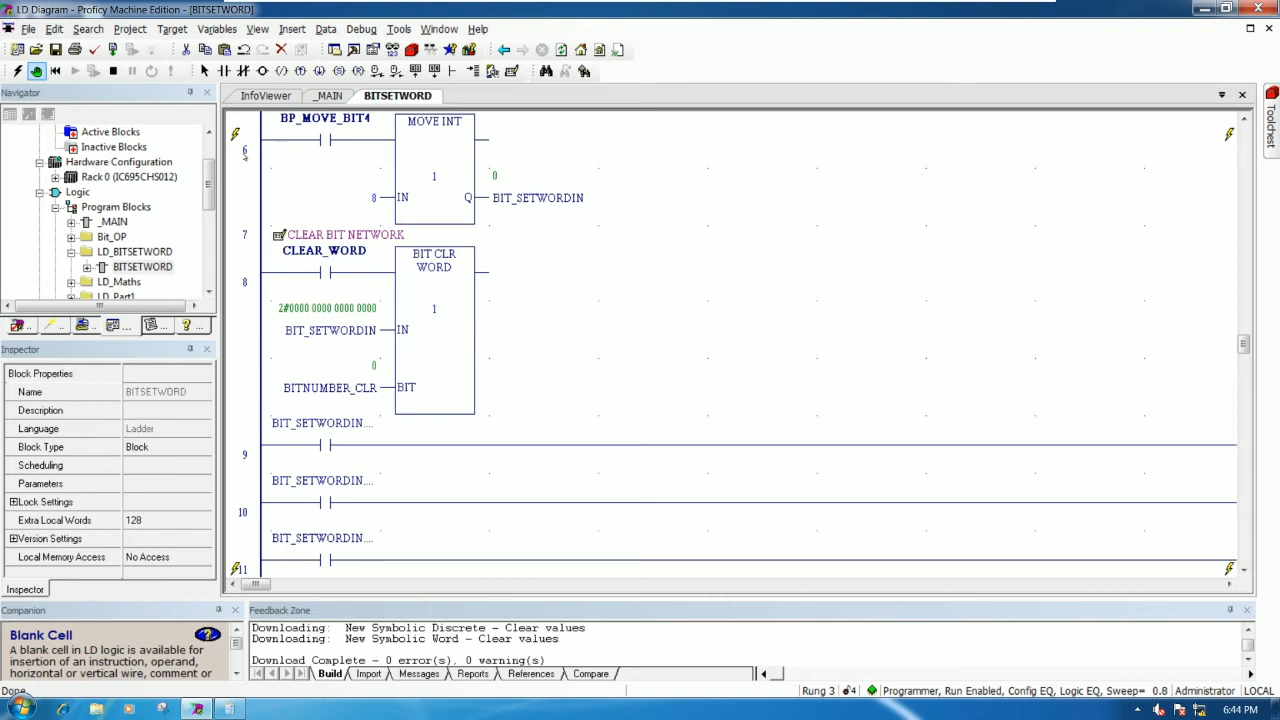 LD Diagram - Proficy Machine Edition - [BITSETWORD]
File Edit Search Project Target Variables View Insert Data Debug Tools Window Help
Navigator
InfoViewer _MAIN BITSETWORD
Toolchest
Active Blocks
Inactive Blocks
Hardware Configuration
Rack 0 (IC695CHS012)
Logic
Program Blocks
_MAIN
Bit_OP
LD_BITSETWORD
BITSETWORD
LD_Maths
LD_Part1
Inspector
Block Properties
Name BITSETWORD
Description
Language Ladder
Block Type Block
Scheduling
Parameters
Lock Settings
Extra Local Words 128
Version Settings
Local Memory Access No Access
Inspector
BP_MOVE_BIT4 MOVE INT
6
1 0
8 IN Q BIT_SETWORDIN
7 CLEAR BIT NETWORK
CLEAR_WORD BIT CLR
WORD
8
2#0000 0000 0000 0000 1
BIT_SETWORDIN IN
0
BITNUMBER_CLR BIT
BIT_SETWORDIN....
9
BIT_SETWORDIN....
10
BIT_SETWORDIN....
11
Companion
Blank Cell
A blank cell in LD logic is available for
insertion of an instruction, operand,
horizontal or vertical wire, comment or
Feedback Zone
Downloading: New Symbolic Discrete - Clear values
Downloading: New Symbolic Word - Clear values
Download Complete - 0 error(s), 0 warning(s)
Build Import Messages Reports References Compare
Done
Rung 3 4 Programmer, Run Enabled, Config EQ, Logic EQ, Sweep= 0.8 Administrator LOCAL
6:44 PM